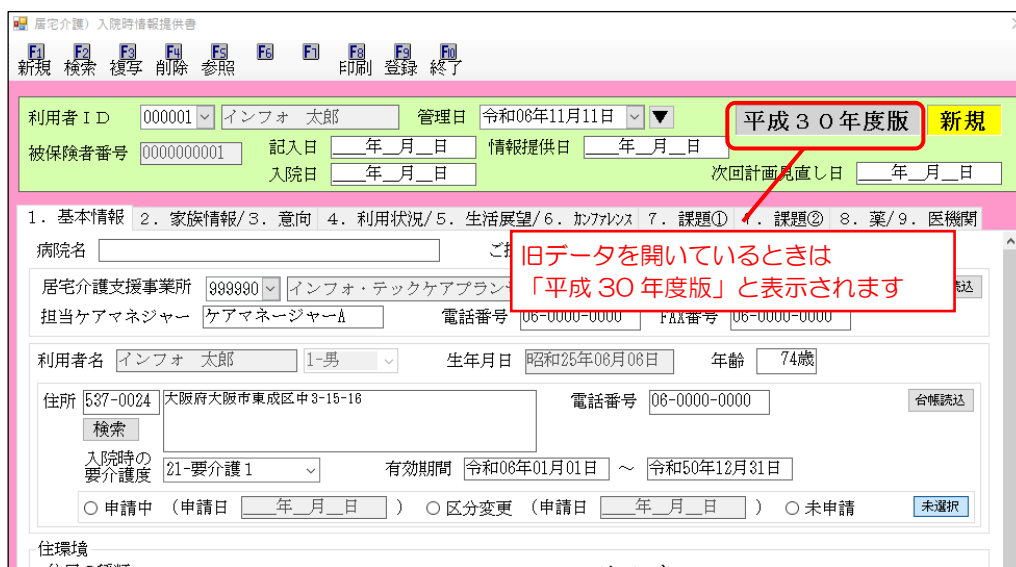 居宅介護）入院時情報提供書
F1 F2 F3 F4 F5 F6 F7 F8 F9 F10
新規 検索 複写 削除 参照 印刷 登録 終了
利用者ＩＤ 000001 インフォ 太郎 管理日 令和06年11月11日 ▼ 平成３０年度版 新規
被保険者番号 0000000001 記入日 __年__月__日 情報提供日 __年__月__日
入院日 __年__月__日 次回計画見直し日 __年__月__日
1. 基本情報 2. 家族情報/3. 意向 4. 利用状況/5. 生活展望/6. ｶﾝﾌｧﾚﾝｽ 7. 課題① 7. 課題② 8. 薬/9. 医機関
病院名
旧データを開いているときは
「平成 30 年度版」と表示されます
居宅介護支援事業所 999990 インフォ・テックケアプラン
担当ケアマネジャー ケアマネージャーA 電話番号 06-0000-0000 FAX番号 06-0000-0000
利用者名 インフォ 太郎 1-男 生年月日 昭和25年06月06日 年齢 74歳
住所 537-0024 大阪府大阪市東成区中3-15-16 電話番号 06-0000-0000 台帳読込
検索
入院時の
要介護度 21-要介護１ 有効期間 令和06年01月01日 ～ 令和50年12月31日
○ 申請中 （申請日 __年__月__日 ） ○ 区分変更 （申請日 __年__月__日 ） ○ 未申請 未選択
住環境